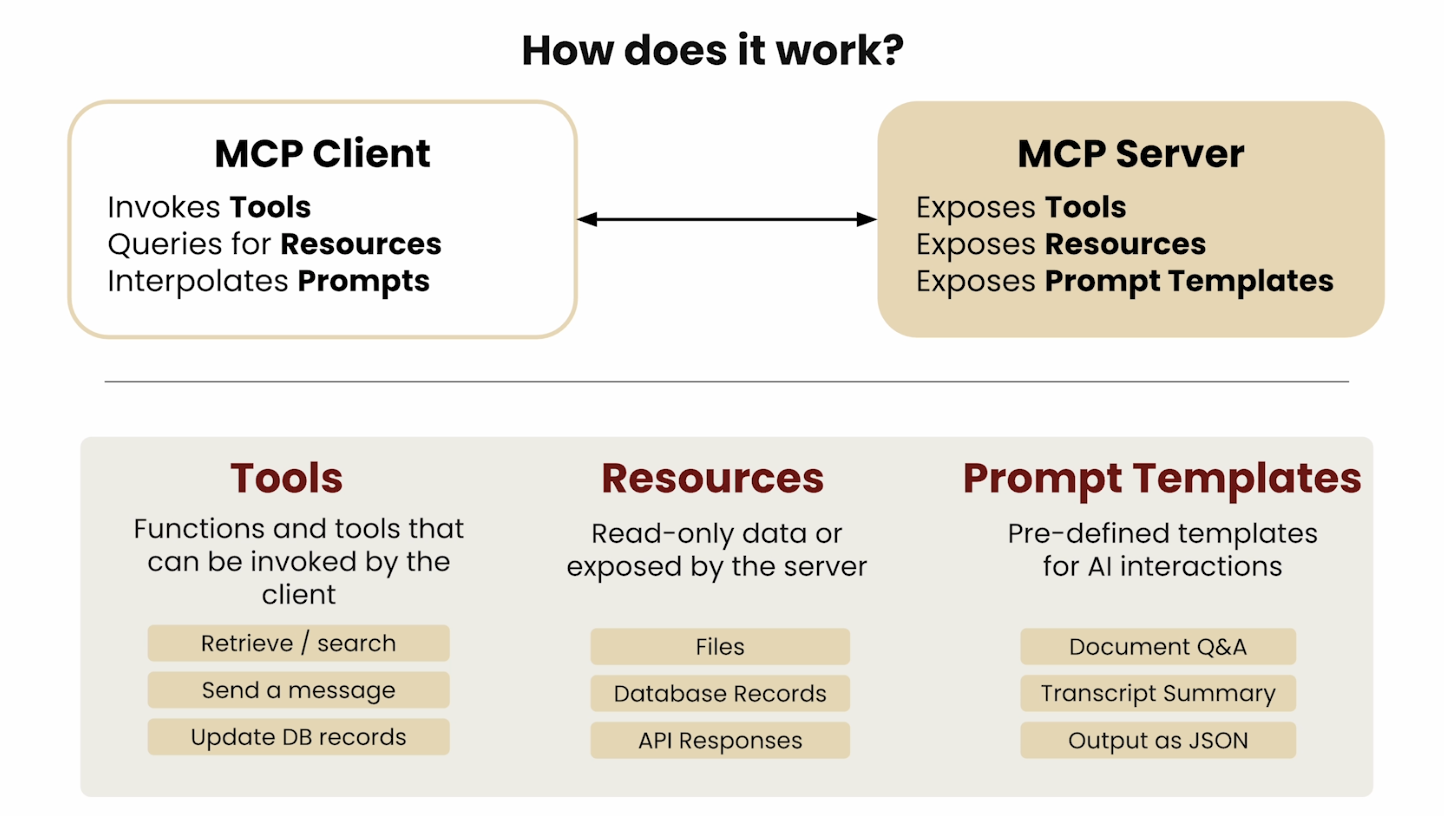 How does it work?
MCP Client
Invokes Tools
Queries for Resources
Interpolates Prompts
MCP Server
Exposes Tools
Exposes Resources
Exposes Prompt Templates
Tools
Functions and tools that
can be invoked by the
client
Retrieve / search
Send a message
Update DB records
Resources
Read-only data or
exposed by the server
Files
Database Records
API Responses
Prompt Templates
Pre-defined templates
for AI interactions
Document Q&A
Transcript Summary
Output as JSON